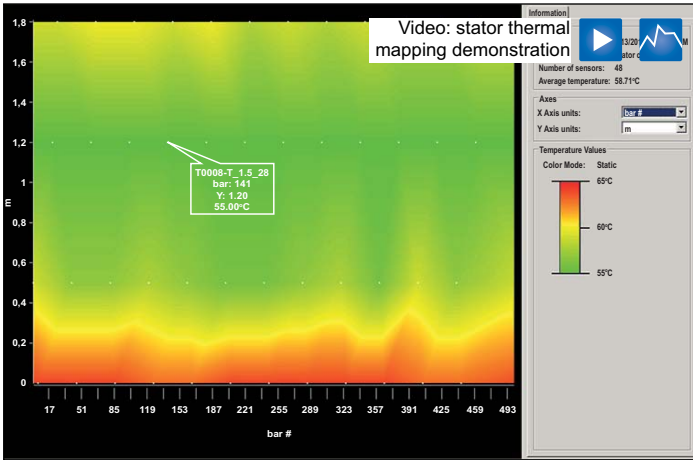 Information
Video: stator thermal
mapping demonstration
Number of sensors: 48
Average temperature: 58.71°C
Axes
X Axis units: bar #
Y Axis units: m
Temperature Values
Color Mode: Static
65°C
60°C
55°C
1,8
1,6
1,4
1,2
1
0,8
0,6
0,4
0,2
0
m
T0008-T_1.5_28
bar: 141
Y: 1.20
55.00°C
17 51 85 119 153 187 221 255 289 323 357 391 425 459 493
bar #